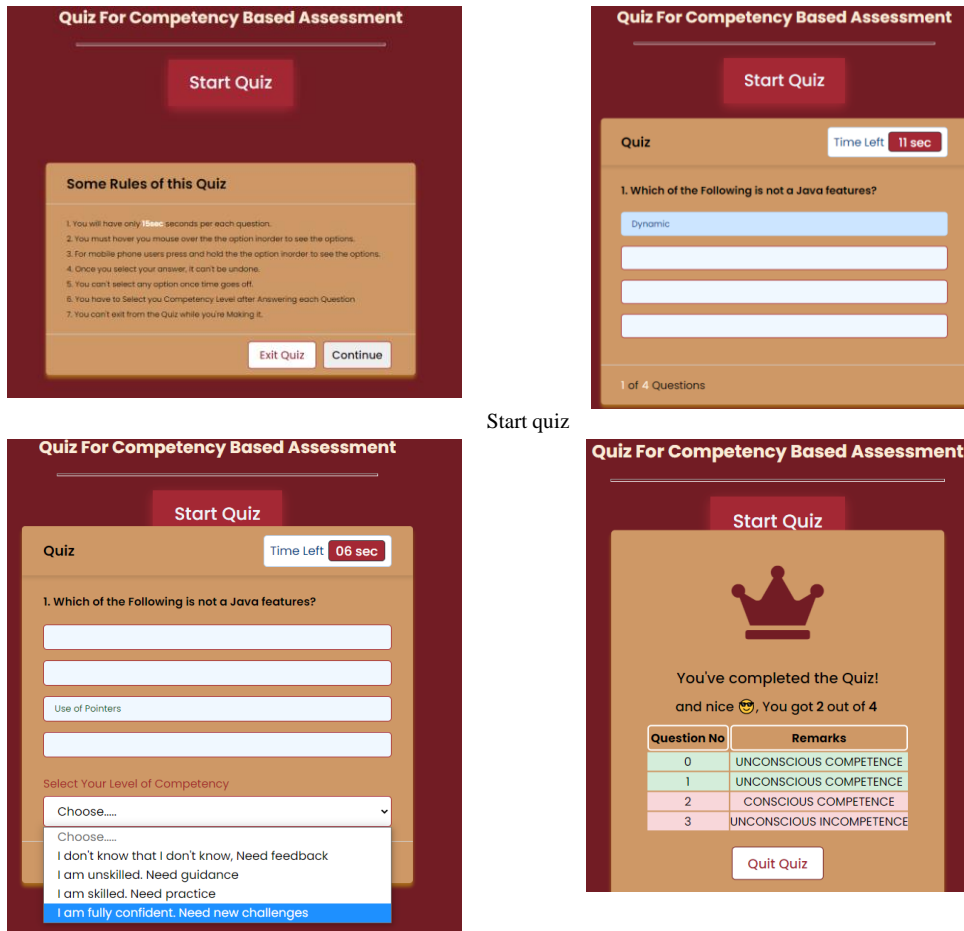 Quiz For Competency Based Assessment
Start Quiz
Some Rules of this Quiz
1. You will have only 15sec seconds per each question.
2. You must hover you mouse over the the option inorder to see the options.
3. For mobile phone users press and hold the the option inorder to see the options.
4. Once you select your answer, it can't be undone.
5. You can't select any option once time goes off.
6. You have to Select you Competency Level after Answering each Question
7. You can't exit from the Quiz while you're Making it.
Exit Quiz Continue
Quiz For Competency Based Assessment
Start Quiz
Quiz Time Left 11 sec
1. Which of the Following is not a Java features?
Dynamic
1 of 4 Questions
Start quiz
Quiz For Competency Based Assessment
Start Quiz
Quiz Time Left 06 sec
1. Which of the Following is not a Java features?
Use of Pointers
Select Your Level of Competency
Choose.....
Choose.....
I don't know that I don't know, Need feedback
I am unskilled. Need guidance
I am skilled. Need practice
I am fully confident. Need new challenges
Quiz For Competency Based Assessment
Start Quiz
You've completed the Quiz!
and nice 😎, You got 2 out of 4
Question No Remarks
0 UNCONSCIOUS COMPETENCE
1 UNCONSCIOUS COMPETENCE
2 CONSCIOUS COMPETENCE
3 UNCONSCIOUS INCOMPETENCE
Quit Quiz